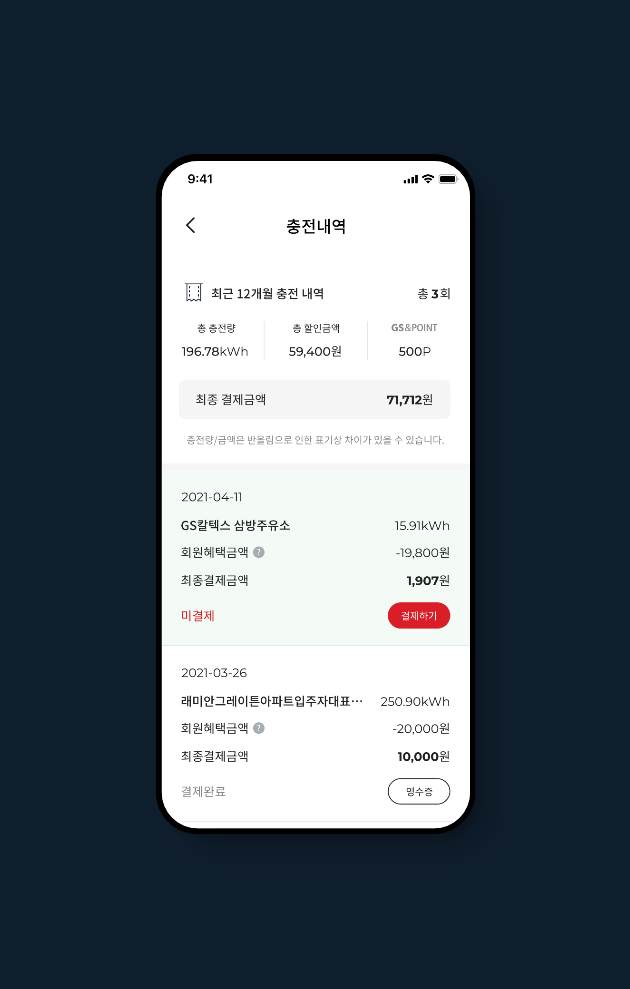 9:41
충전내역
최근 12개월 충전 내역 총 3회
총 충전량 총 할인금액 GS&POINT
196.78kWh 59,400원 500P
최종 결제금액 71,712원
충전량/금액은 반올림으로 인한 표기상 차이가 있을 수 있습니다.
2021-04-11
GS칼텍스 삼방주유소 15.91kWh
회원혜택금액 ? -19,800원
최종결제금액 1,907원
미결제 결제하기
2021-03-26
래미안그레이튼아파트입주자대표… 250.90kWh
회원혜택금액 ? -20,000원
최종결제금액 10,000원
결제완료 영수증